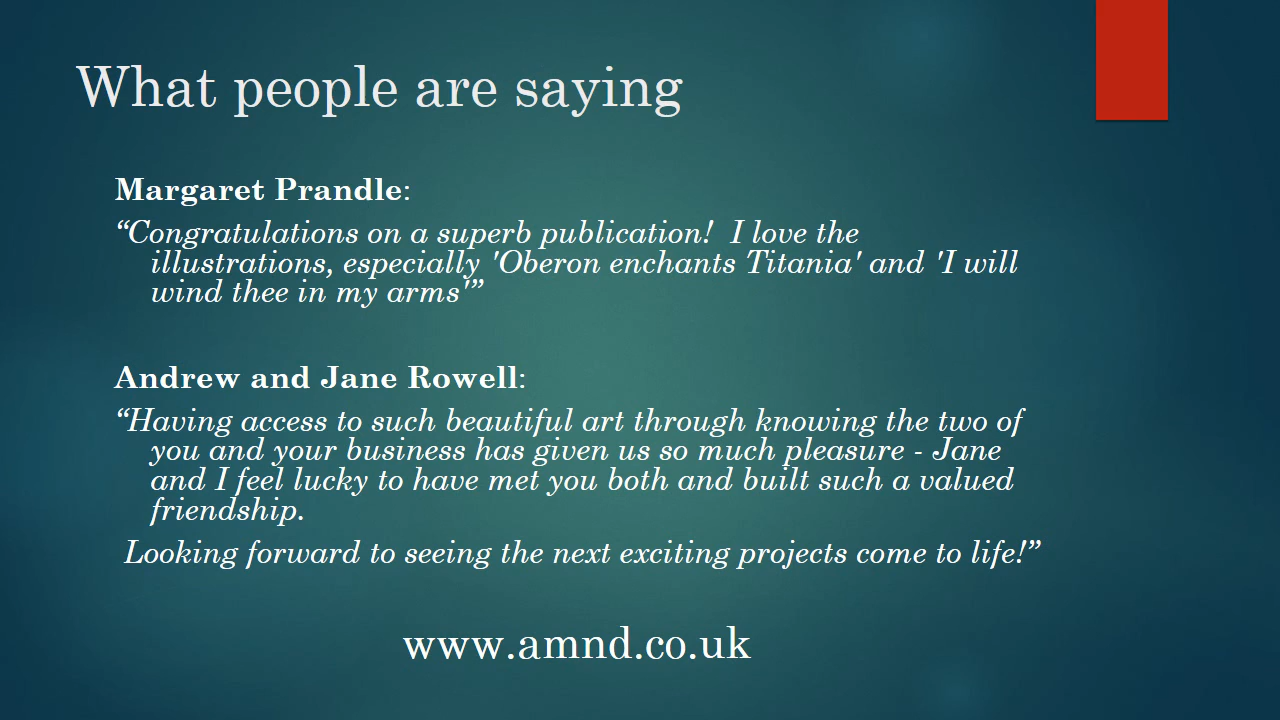 What people are saying
Margaret Prandle:
“Congratulations on a superb publication!  I love the
illustrations, especially 'Oberon enchants Titania' and 'I will
wind thee in my arms'”
Andrew and Jane Rowell:
“Having access to such beautiful art through knowing the two of
you and your business has given us so much pleasure - Jane
and I feel lucky to have met you both and built such a valued
friendship.
Looking forward to seeing the next exciting projects come to life!”
www.amnd.co.uk